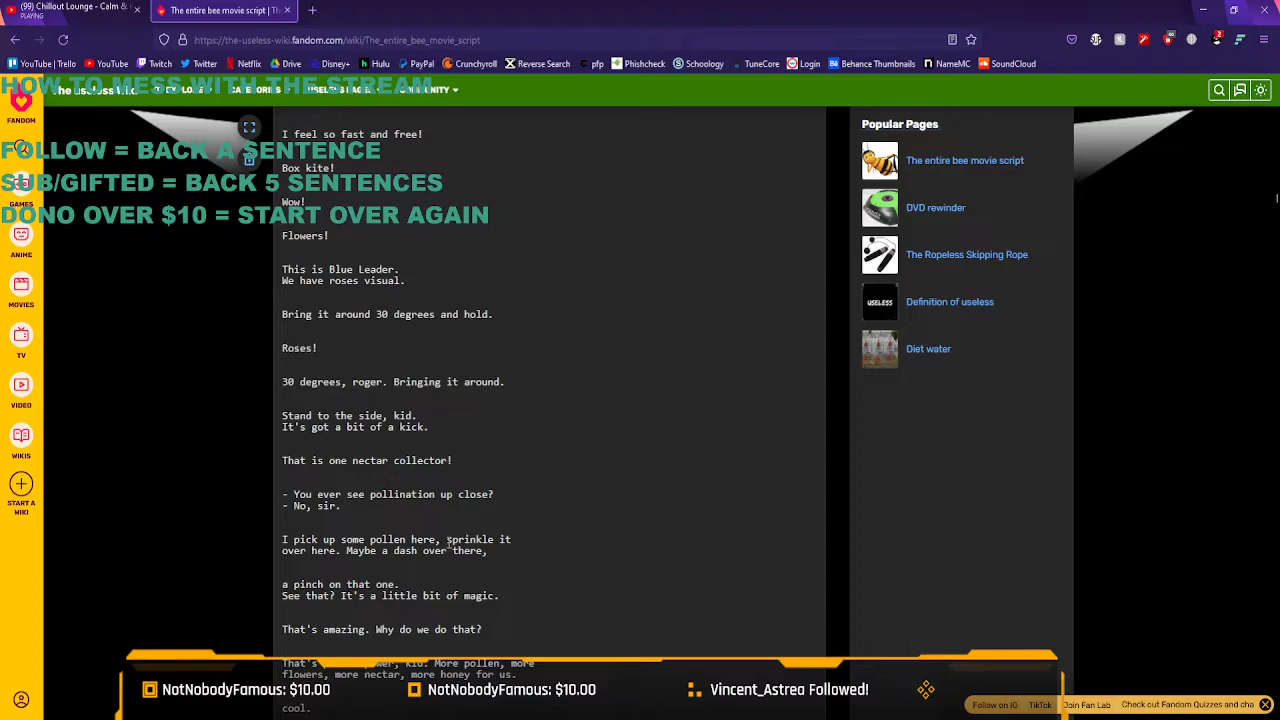 (99) Chillout Lounge - Calm &
PLAYING
The entire bee movie script | The
https://the-useless-wiki.fandom.com/wiki/The_entire_bee_movie_script
YouTube | Trello
YouTube
Twitch
Twitter
Netflix
Drive
Disney+
Hulu
PayPal
Crunchyroll
Reverse Search
cfp
Phishcheck
Schoology
TuneCore
Login
Behance Thumbnails
NameMC
SoundCloud
HOW TO MESS WITH THE STREAM
FOLLOW = BACK A SENTENCE
SUB/GIFTED = BACK 5 SENTENCES
DONO OVER $10 = START OVER AGAIN
FANDOM
GAMES
ANIME
MOVIES
TV
VIDEO
WIKIS
START A
WIKI
I feel so fast and free!
Box kite!
Wow!
Flowers!
This is Blue Leader.
We have roses visual.
Bring it around 30 degrees and hold.
Roses!
30 degrees, roger. Bringing it around.
Stand to the side, kid.
It's got a bit of a kick.
That is one nectar collector!
- You ever see pollination up close?
- No, sir.
I pick up some pollen here, sprinkle it
over here. Maybe a dash over there,
a pinch on that one.
See that? It's a little bit of magic.
That's amazing. Why do we do that?
kid. More pollen, more
flowers, more nectar, more honey for us.
cool.
Popular Pages
The entire bee movie script
DVD rewinder
The Ropeless Skipping Rope
Definition of useless
Diet water
USELESS
NotNobodyFamous: $10.00
NotNobodyFamous: $10.00
Vincent_Astrea Followed!
Follow on IG
TikTok
Join Fan Lab
Check out Fandom Quizzes and cha